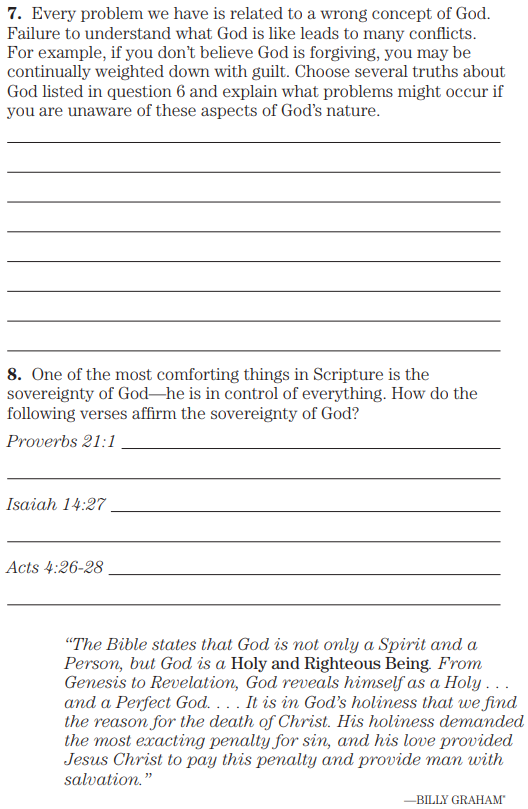 7. Every problem we have is related to a wrong concept of God.
Failure to understand what God is like leads to many conflicts.
For example, if you don’t believe God is forgiving, you may be
continually weighted down with guilt. Choose several truths about
God listed in question 6 and explain what problems might occur if
you are unaware of these aspects of God’s nature.
8. One of the most comforting things in Scripture is the
sovereignty of God—he is in control of everything. How do the
following verses affirm the sovereignty of God?
Proverbs 21:1
Isaiah 14:27
Acts 4:26-28
“The Bible states that God is not only a Spirit and a
Person, but God is a Holy and Righteous Being. From
Genesis to Revelation, God reveals himself as a Holy . . .
and a Perfect God. . . . It is in God’s holiness that we find
the reason for the death of Christ. His holiness demanded
the most exacting penalty for sin, and his love provided
Jesus Christ to pay this penalty and provide man with
salvation.”
—BILLY GRAHAM*